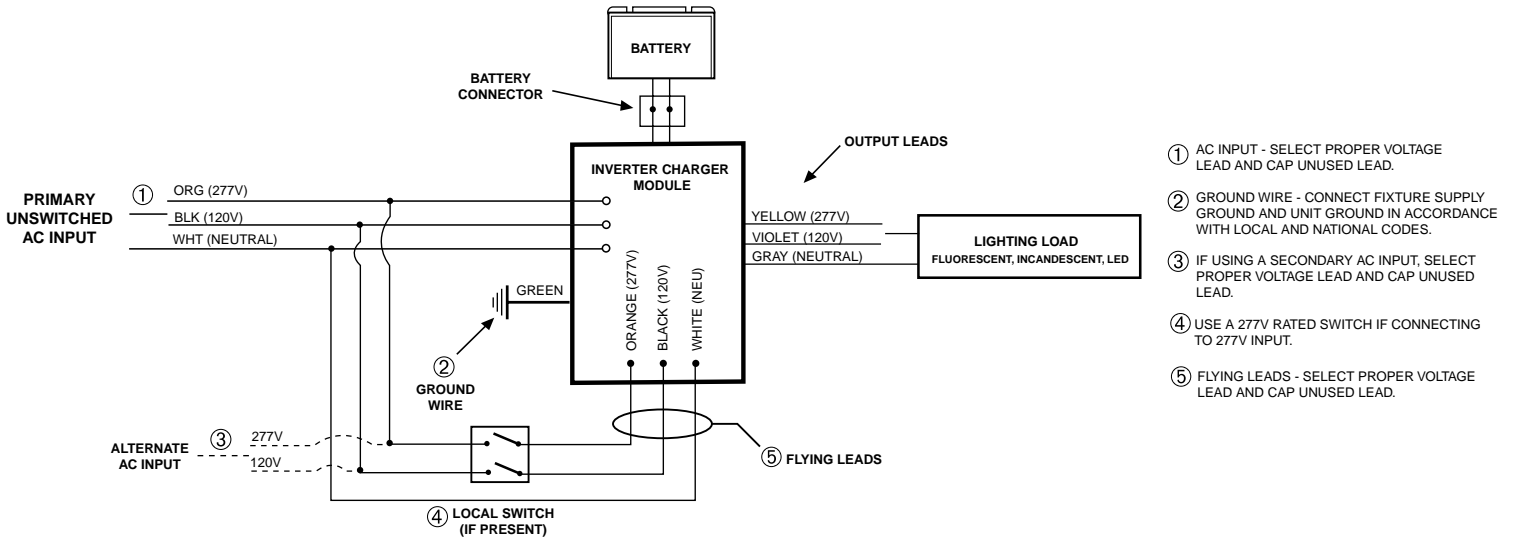 BATTERY
BATTERY
CONNECTOR
OUTPUT LEADS
INVERTER CHARGER
MODULE
PRIMARY
UNSWITCHED
AC INPUT
1
ORG (277V)
BLK (120V)
WHT (NEUTRAL)
YELLOW (277V)
VIOLET (120V)
GRAY (NEUTRAL)
LIGHTING LOAD
FLUORESCENT, INCANDESCENT, LED
GREEN
2
GROUND
WIRE
ORANGE (277V)
BLACK (120V)
WHITE (NEU)
ALTERNATE
AC INPUT
3
277V
120V
5 FLYING LEADS
4 LOCAL SWITCH
(IF PRESENT)
1 AC INPUT - SELECT PROPER VOLTAGE
LEAD AND CAP UNUSED LEAD.
2 GROUND WIRE - CONNECT FIXTURE SUPPLY
GROUND AND UNIT GROUND IN ACCORDANCE
WITH LOCAL AND NATIONAL CODES.
3 IF USING A SECONDARY AC INPUT, SELECT
PROPER VOLTAGE LEAD AND CAP UNUSED
LEAD.
4 USE A 277V RATED SWITCH IF CONNECTING
TO 277V INPUT.
5 FLYING LEADS - SELECT PROPER VOLTAGE
LEAD AND CAP UNUSED LEAD.